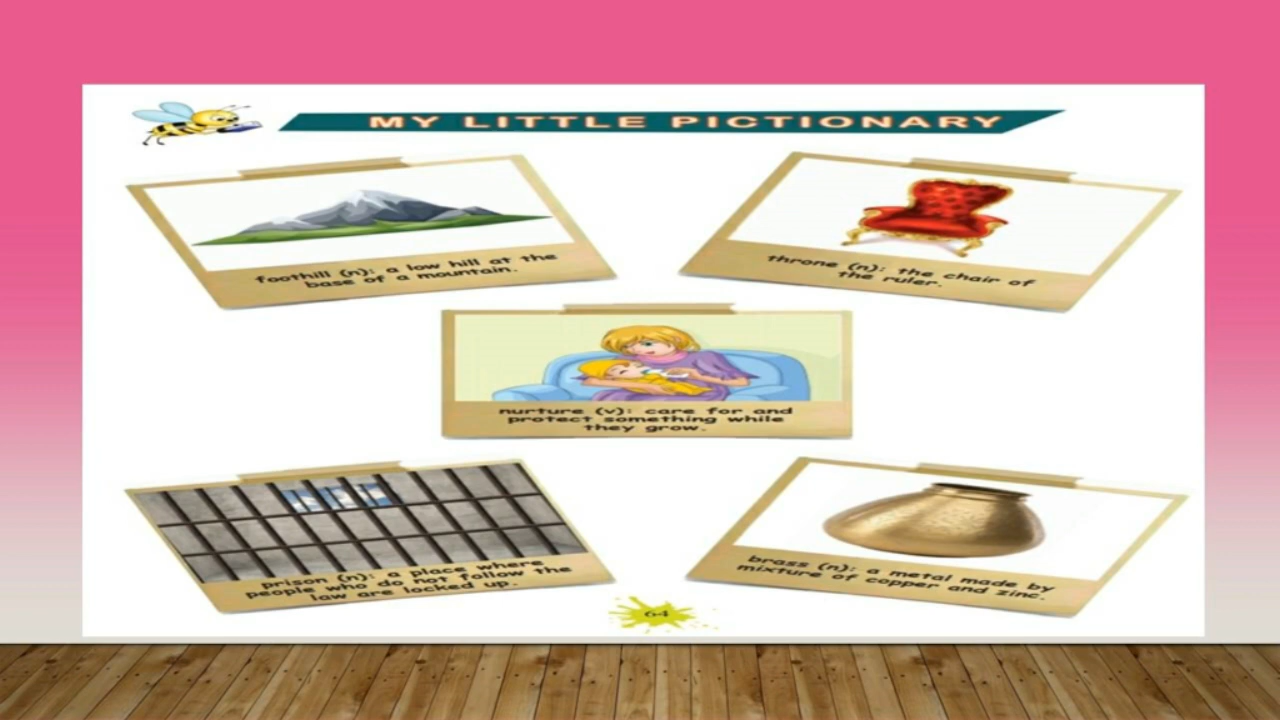 MY LITTLE PICTIONARY
foothill (n): a low hill at the
base of a mountain.
throne (n): the chair of
the ruler.
nurture (v): care for and
protect something while
they grow.
prison (n): a place where
people who do not follow the
law are locked up.
brass (n): a metal made by
mixture of copper and zinc.
64